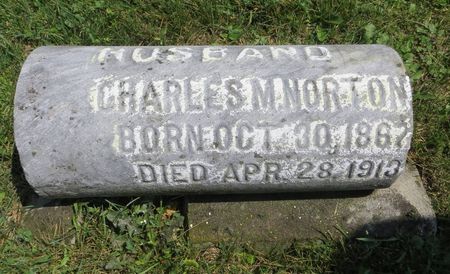 HUSBAND
CHARLES M. NORTON
BORN OCT. 30, 1867
DIED APR. 28, 1913